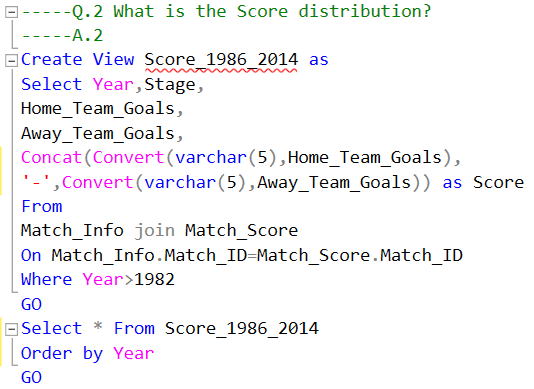 -----Q.2 What is the Score distribution?
-----A.2
Create View Score_1986_2014 as
Select Year,Stage,
Home_Team_Goals,
Away_Team_Goals,
Concat(Convert(varchar(5),Home_Team_Goals),
'-',Convert(varchar(5),Away_Team_Goals)) as Score
From
Match_Info join Match_Score
On Match_Info.Match_ID=Match_Score.Match_ID
Where Year>1982
GO
Select * From Score_1986_2014
Order by Year
GO